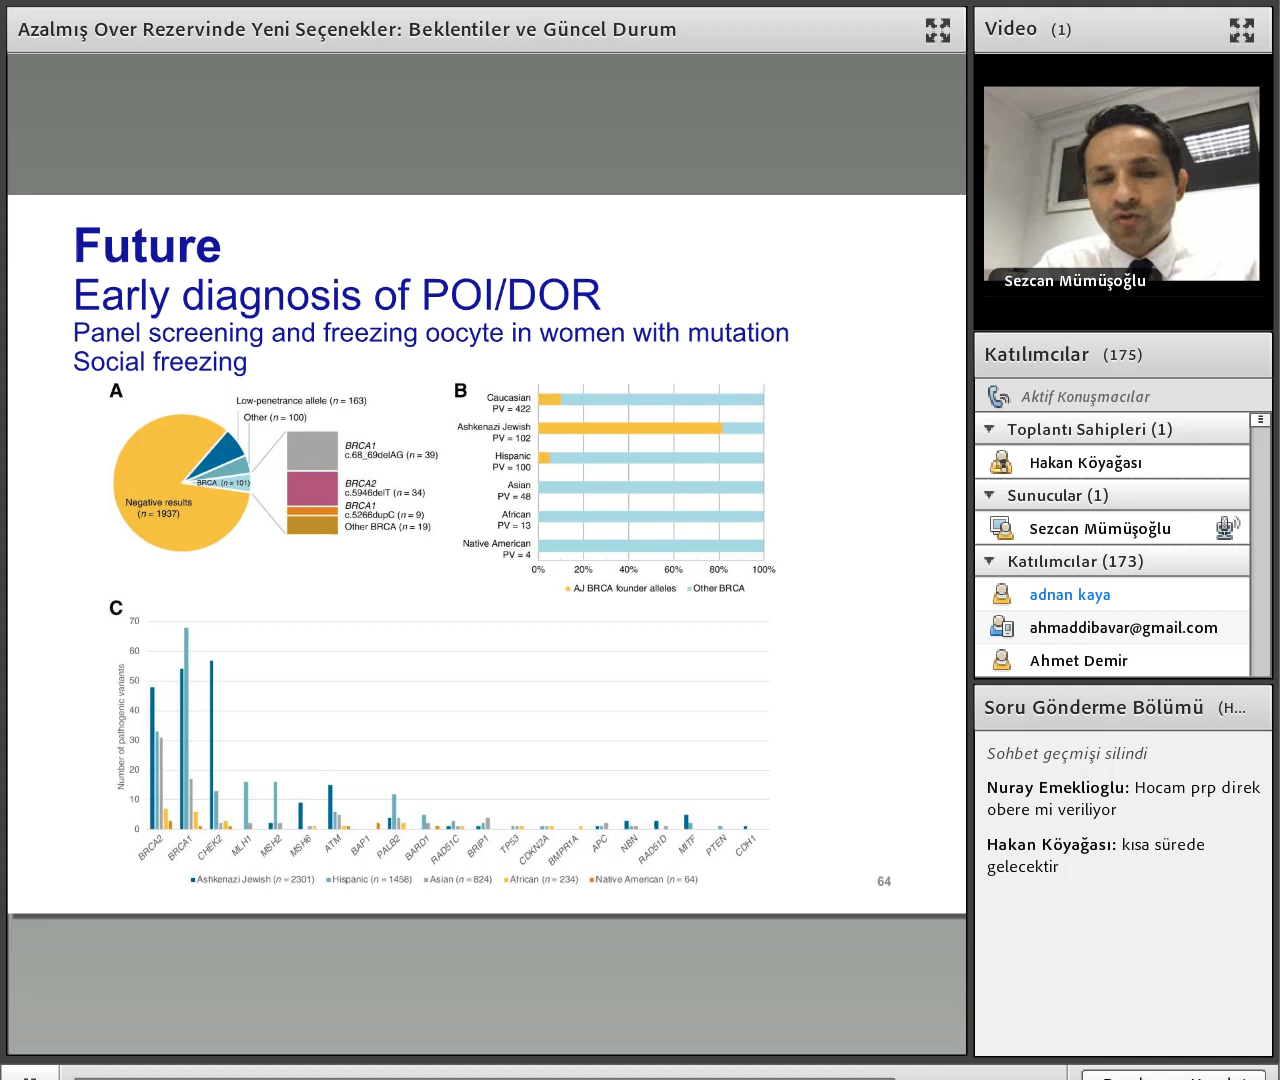 Azalmış Over Rezervinde Yeni Seçenekler: Beklentiler ve Güncel Durum
Future
Early diagnosis of POI/DOR
Panel screening and freezing oocyte in women with mutation
Social freezing
A
Low-penetrance allele (n = 163)
Other (n = 100)
BRCA (n = 101)
Negative results
(n = 1937)
BRCA1
c.68_69delAG (n = 39)
BRCA2
c.5946delT (n = 34)
BRCA1
c.5266dupC (n = 9)
Other BRCA (n = 19)
B
Caucasian
PV = 422
Ashkenazi Jewish
PV = 102
Hispanic
PV = 100
Asian
PV = 48
African
PV = 13
Native American
PV = 4
0% 20% 40% 60% 80% 100%
AJ BRCA founder alleles Other BRCA
C
Number of pathogenic variants
70
60
50
40
30
20
10
0
BRCA2 BRCA1 CHEK2 MLH1 MSH2 MSH6 ATM BAP1 PALB2 BARD1 RAD51C BRIP1 TP53 CDKN2A BMPR1A APC NBN RAD51D MITF PTEN CDH1
Ashkenazi Jewish (n = 2301) Hispanic (n = 1458) Asian (n = 824) African (n = 234) Native American (n = 64)
64
Video (1)
Sezcan Mümüşoğlu
Katılımcılar (175)
Aktif Konuşmacılar
Toplantı Sahipleri (1)
Hakan Köyağası
Sunucular (1)
Sezcan Mümüşoğlu
Katılımcılar (173)
adnan kaya
ahmaddibavar@gmail.com
Ahmet Demir
Soru Gönderme Bölümü (H...
Sohbet geçmişi silindi
Nuray Emeklioglu: Hocam prp direk
obere mi veriliyor
Hakan Köyağası: kısa sürede
gelecektir